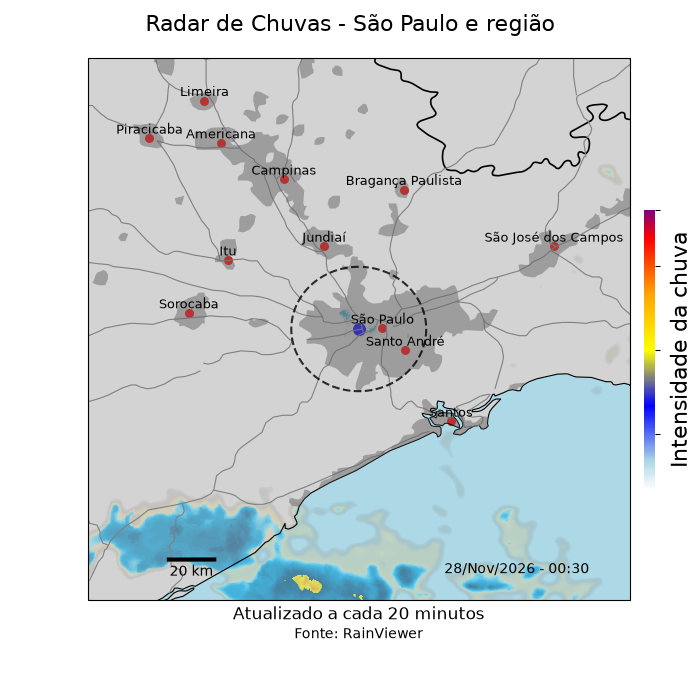 Radar de Chuvas - São Paulo e região
Limeira
Piracicaba
Americana
Campinas
Bragança Paulista
Jundiaí
São José dos Campos
Itu
Sorocaba
São Paulo
Santo André
Santos
Intensidade da chuva
28/Nov/2026 - 00:30
20 km
Atualizado a cada 20 minutos
Fonte: RainViewer